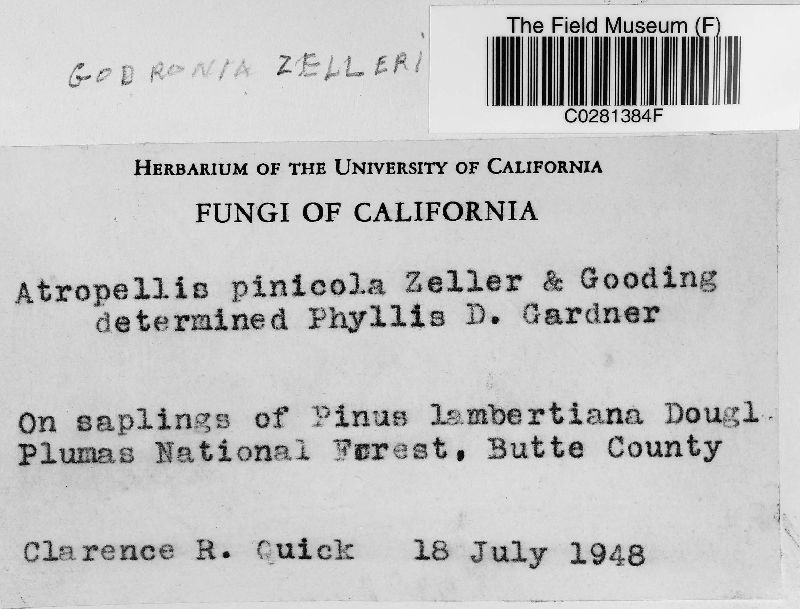 The Field Museum (F)
C0281384F
GODRONIA ZELLERI
HERBARIUM OF THE UNIVERSITY OF CALIFORNIA
FUNGI OF CALIFORNIA
Atropellis pinicola Zeller & Gooding
determined Phyllis D. Gardner
On saplings of Pinus lambertiana Dougl.
Plumas National Forest, Butte County
Clarence R. Quick 18 July 1948